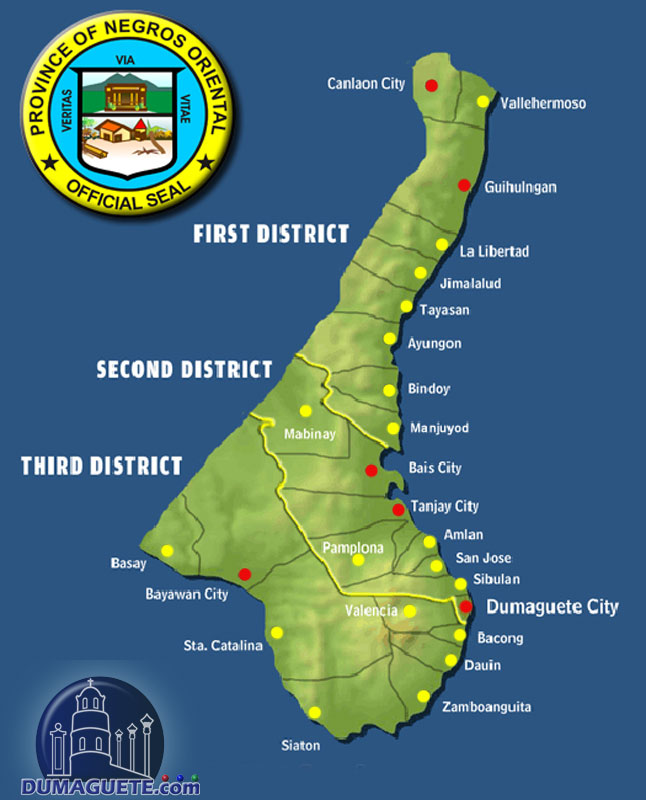 PROVINCE OF NEGROS ORIENTAL
VIA
VERITAS
VITAE
OFFICIAL SEAL
Canlaon City
Vallehermoso
Guihulngan
FIRST DISTRICT
La Libertad
Jimalalud
Tayasan
Ayungon
SECOND DISTRICT
Bindoy
Mabinay
Manjuyod
THIRD DISTRICT
Bais City
Tanjay City
Amlan
Pamplona
San Jose
Basay
Sibulan
Bayawan City
Valencia
Dumaguete City
Bacong
Sta. Catalina
Dauin
Zamboanguita
Siaton
DUMAGUETE.com